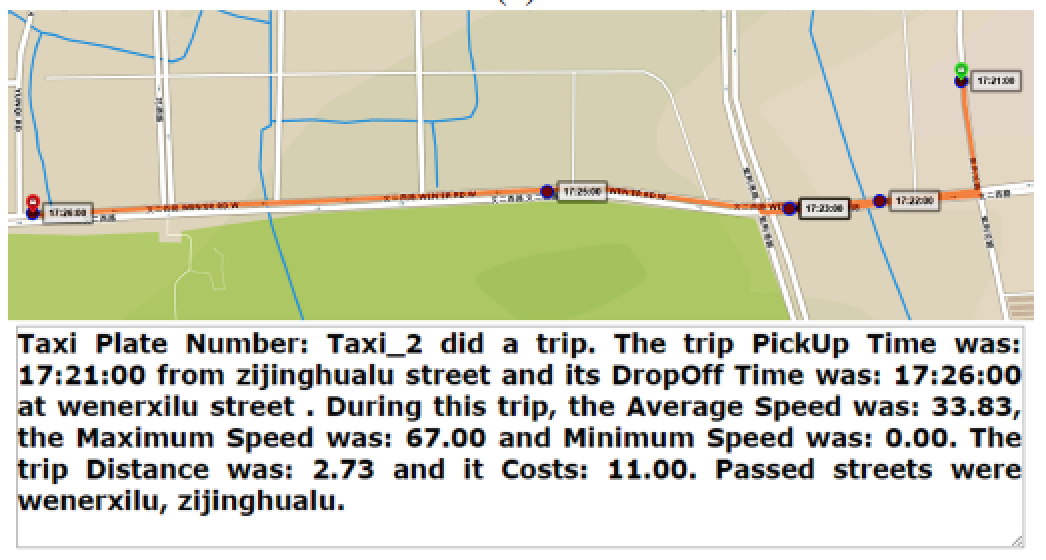 17:21:00
17:26:00
17:25:00
17:23:00
17:22:00
Taxi Plate Number: Taxi_2 did a trip. The trip PickUp Time was:
17:21:00 from zijinghualu street and its DropOff Time was: 17:26:00
at wenerxilu street . During this trip, the Average Speed was: 33.83,
the Maximum Speed was: 67.00 and Minimum Speed was: 0.00. The
trip Distance was: 2.73 and it Costs: 11.00. Passed streets were
wenerxilu, zijinghualu.